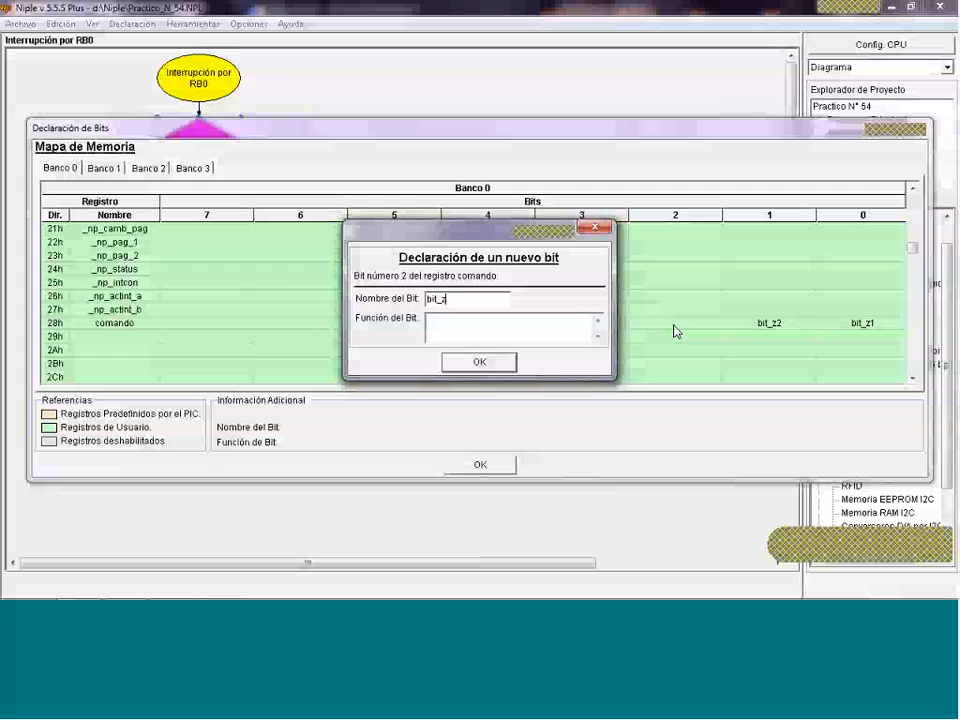 Niple v 5.5.5 Plus - d:\Niple\Practico_N_54.NPL
Archivo Edición Ver Declaración Herramientas Opciones Ayuda
Interrupción por RB0
Config. CPU
Interrupción por
RB0
Diagrama
Explorador de Proyecto
Practico N° 54
Declaración de Bits
Mapa de Memoria
Banco 0 Banco 1 Banco 2 Banco 3
Banco 0
Registro Bits
Dir. Nombre 7 6 5 4 3 2 1 0
21h _np_camb_pag
22h _np_pag_1
23h _np_pag_2
24h _np_status
25h _np_intcon
26h _np_actint_a
27h _np_actint_b
28h comando bit_z2 bit_z1
29h
2Ah
2Bh
2Ch
Declaración de un nuevo bit
Bit número 2 del registro comando.
Nombre del Bit: bit_z
Función del Bit:
OK
Referencias
Registros Predefinidos por el PIC.
Registros de Usuario.
Registros deshabilitados
Información Adicional
Nombre del Bit:
Función de Bit:
OK
RFID
Memoria EEPROM I2C
Memoria RAM I2C
Conversores D/A por I2C